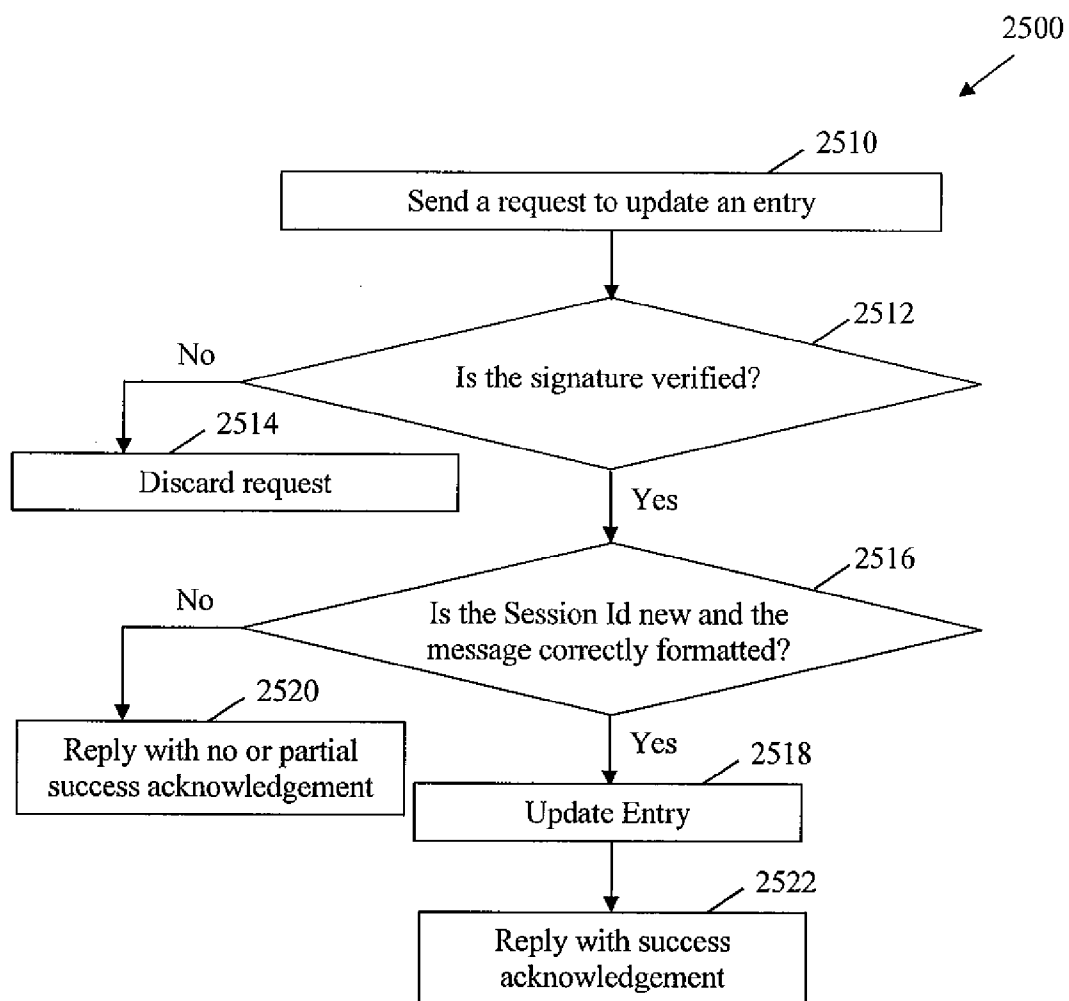 2500
2510
Send a request to update an entry
2512
No
Is the signature verified?
2514
Discard request
Yes
2516
No
Is the Session Id new and the
message correctly formatted?
2520
Reply with no or partial
success acknowledgement
Yes
2518
Update Entry
2522
Reply with success
acknowledgement